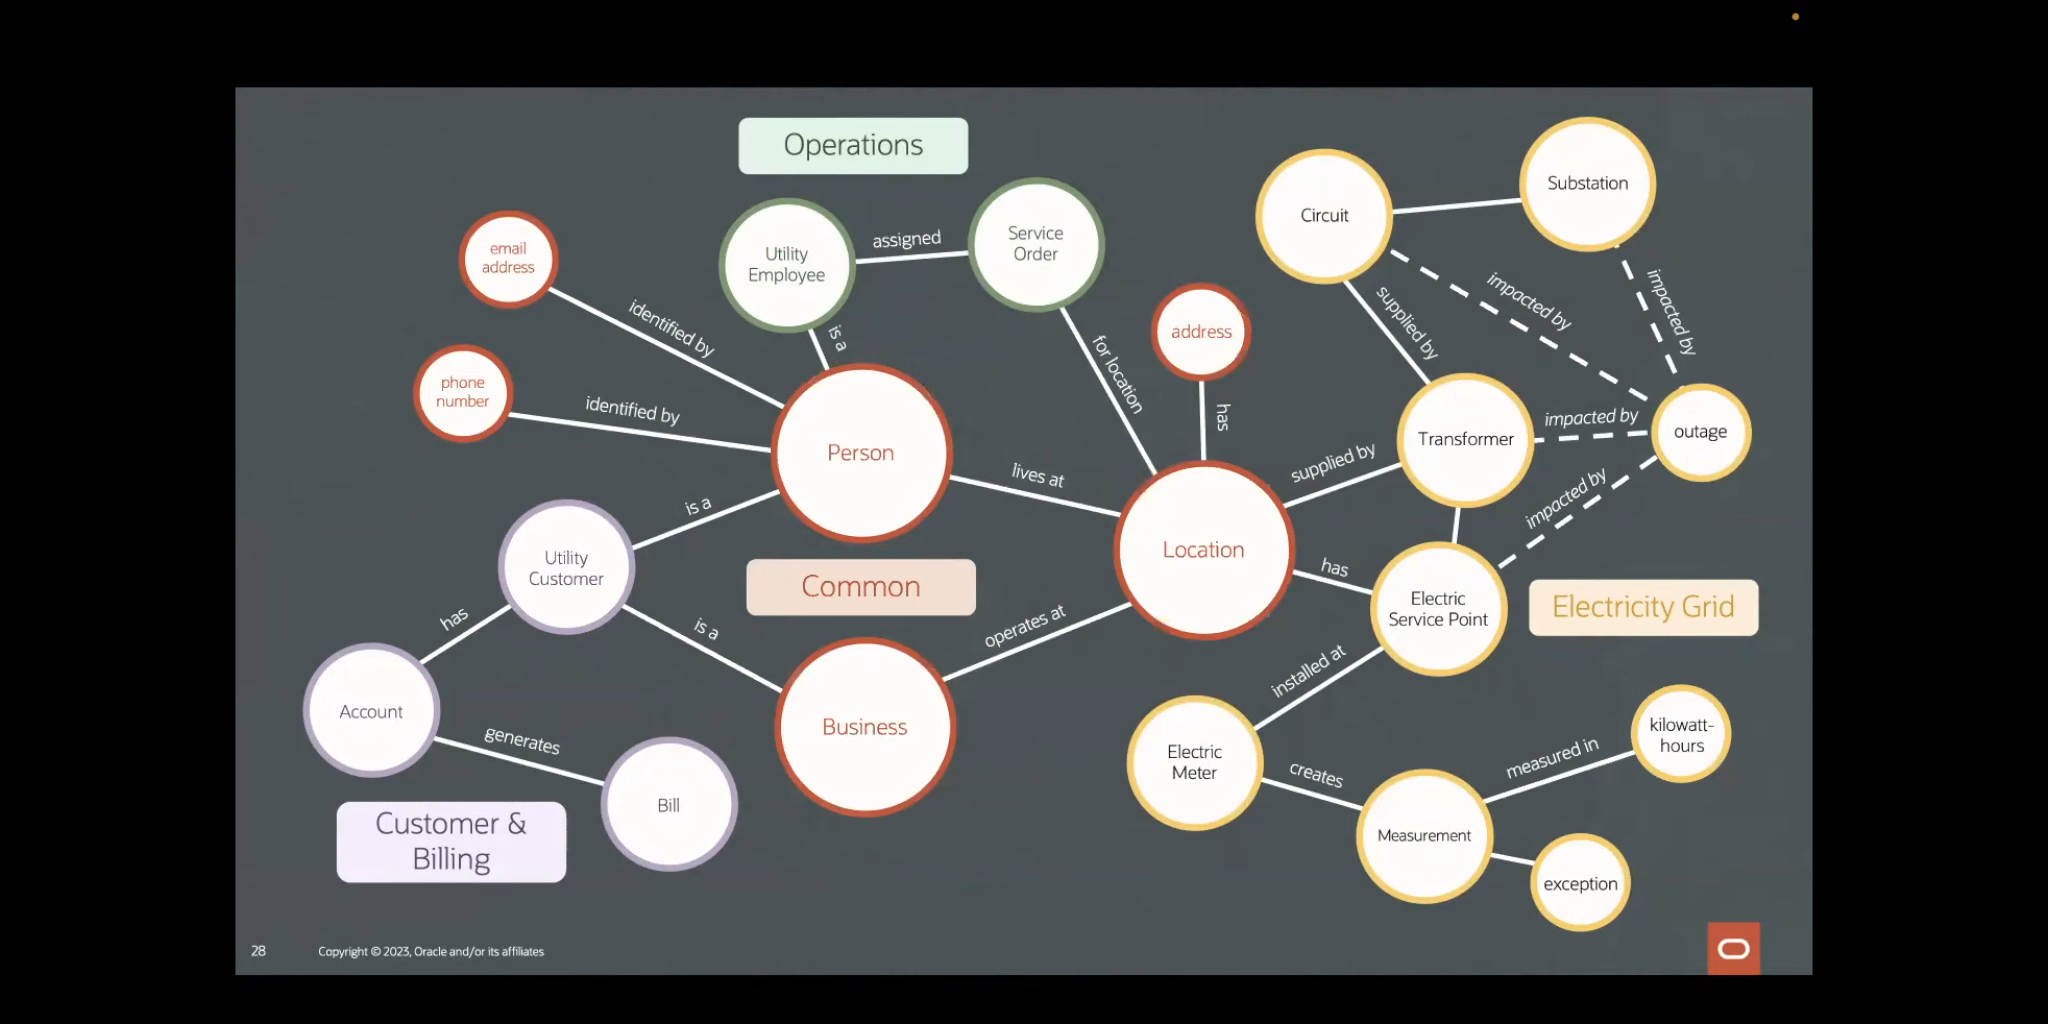 Operations
Utility
Employee
assigned
Service
Order
Circuit
Substation
email
address
identified by
is a
for location
address
has
supplied by
impacted by
impacted by
phone
number
identified by
Person
lives at
supplied by
Transformer
impacted by
outage
impacted by
is a
Location
has
Electric
Service Point
Electricity Grid
Utility
Customer
Common
has
is a
operates at
installed at
Account
generates
Business
Electric
Meter
creates
measured in
kilowatt-
hours
Bill
Measurement
exception
Customer &
Billing
28
Copyright © 2023, Oracle and/or its affiliates